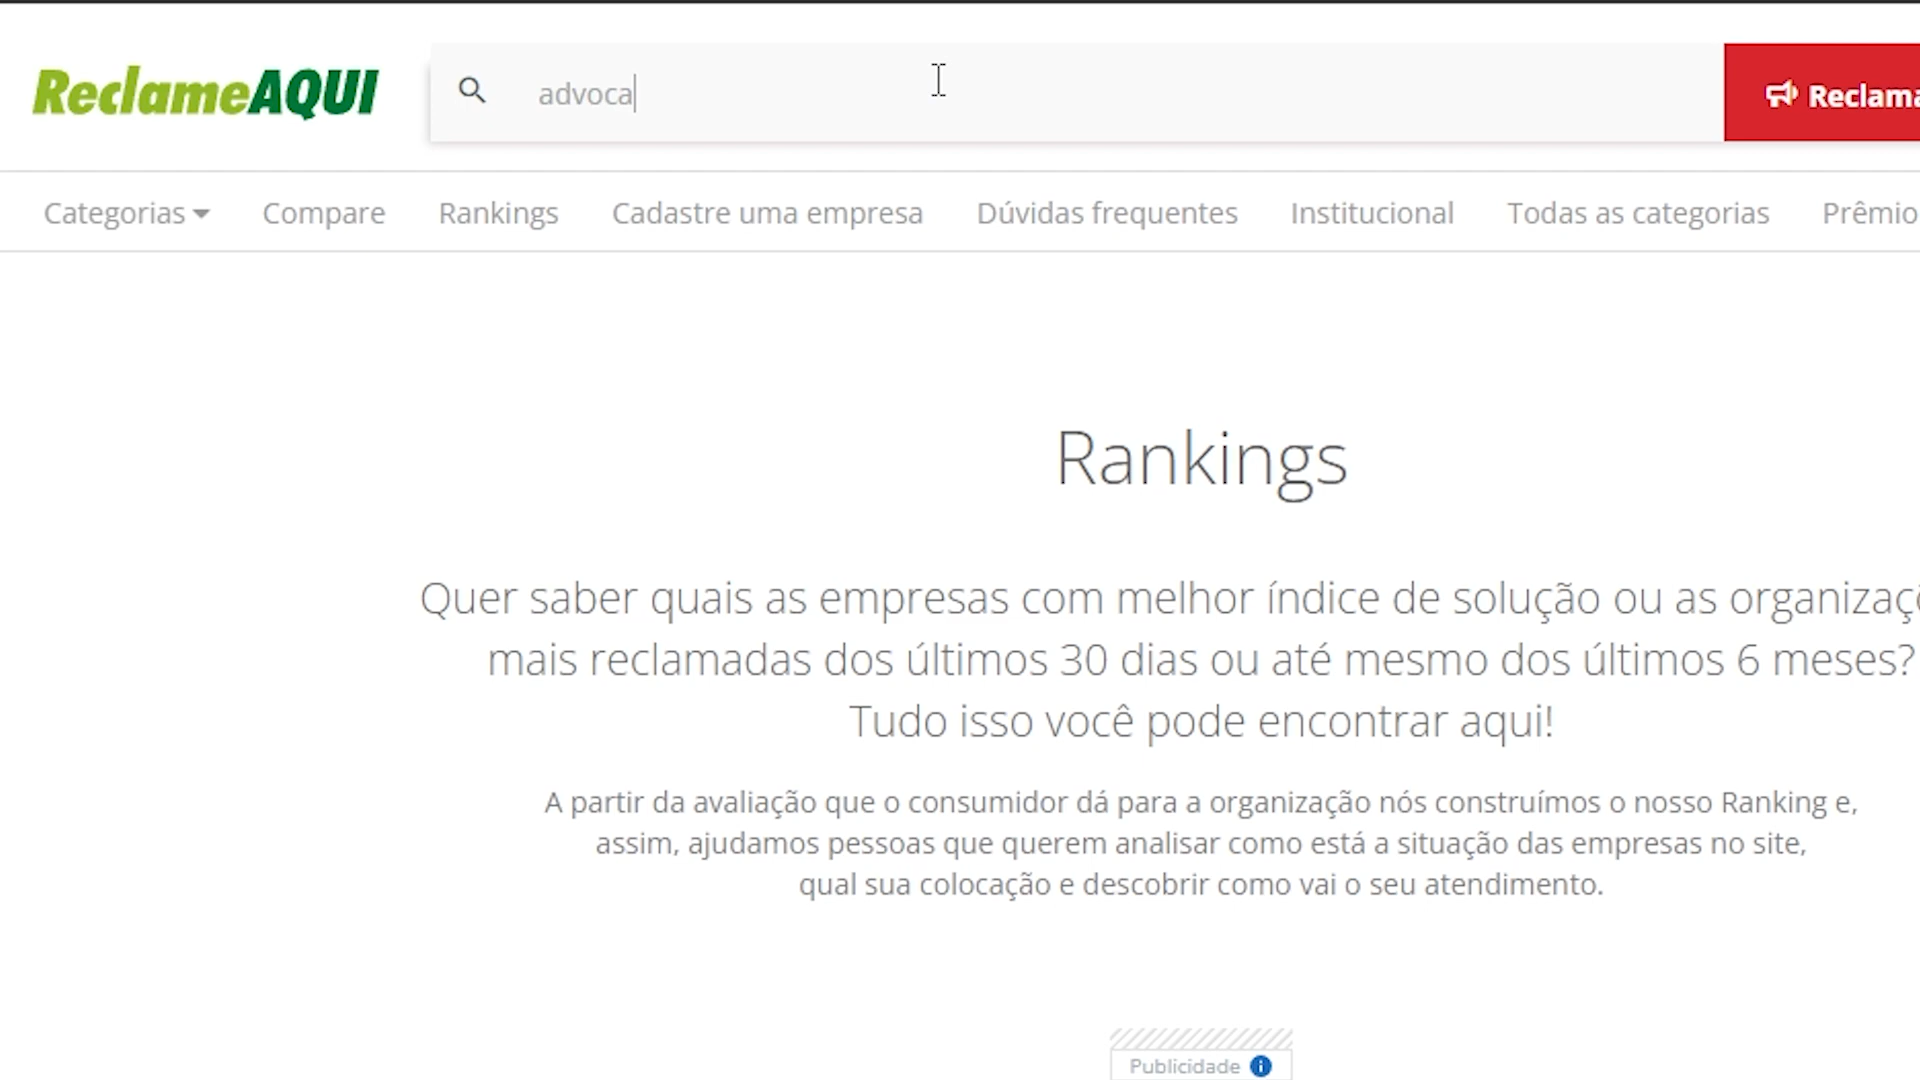 ReclameAQUI
advoca
Reclama
Categorias Compare Rankings Cadastre uma empresa Dúvidas frequentes Institucional Todas as categorias Prêmio
Rankings
Quer saber quais as empresas com melhor índice de solução ou as organizaçõ
mais reclamadas dos últimos 30 dias ou até mesmo dos últimos 6 meses?
Tudo isso você pode encontrar aqui!
A partir da avaliação que o consumidor dá para a organização nós construímos o nosso Ranking e,
assim, ajudamos pessoas que querem analisar como está a situação das empresas no site,
qual sua colocação e descobrir como vai o seu atendimento.
Publicidade